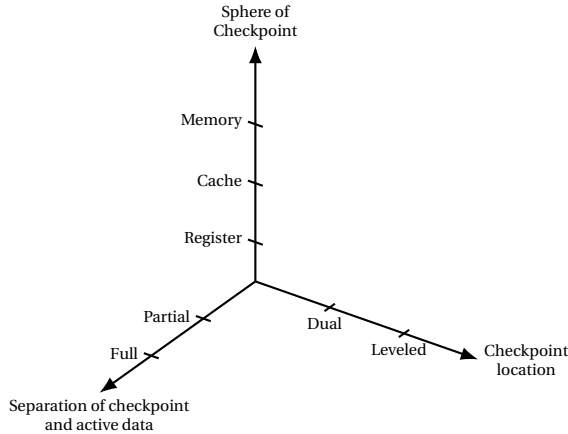 Sphere of
Checkpoint
Memory
Cache
Register
Partial
Full
Dual
Leveled
Checkpoint
location
Separation of checkpoint
and active data